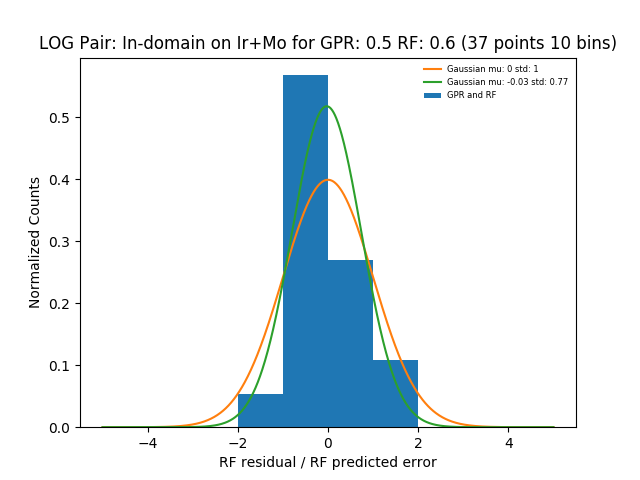 LOG Pair: In-domain on Ir+Mo for GPR: 0.5 RF: 0.6 (37 points 10 bins)
Gaussian mu: 0 std: 1
Gaussian mu: -0.03 std: 0.77
GPR and RF
Normalized Counts
0.5
0.4
0.3
0.2
0.1
0.0
−4
−2
0
2
4
RF residual / RF predicted error